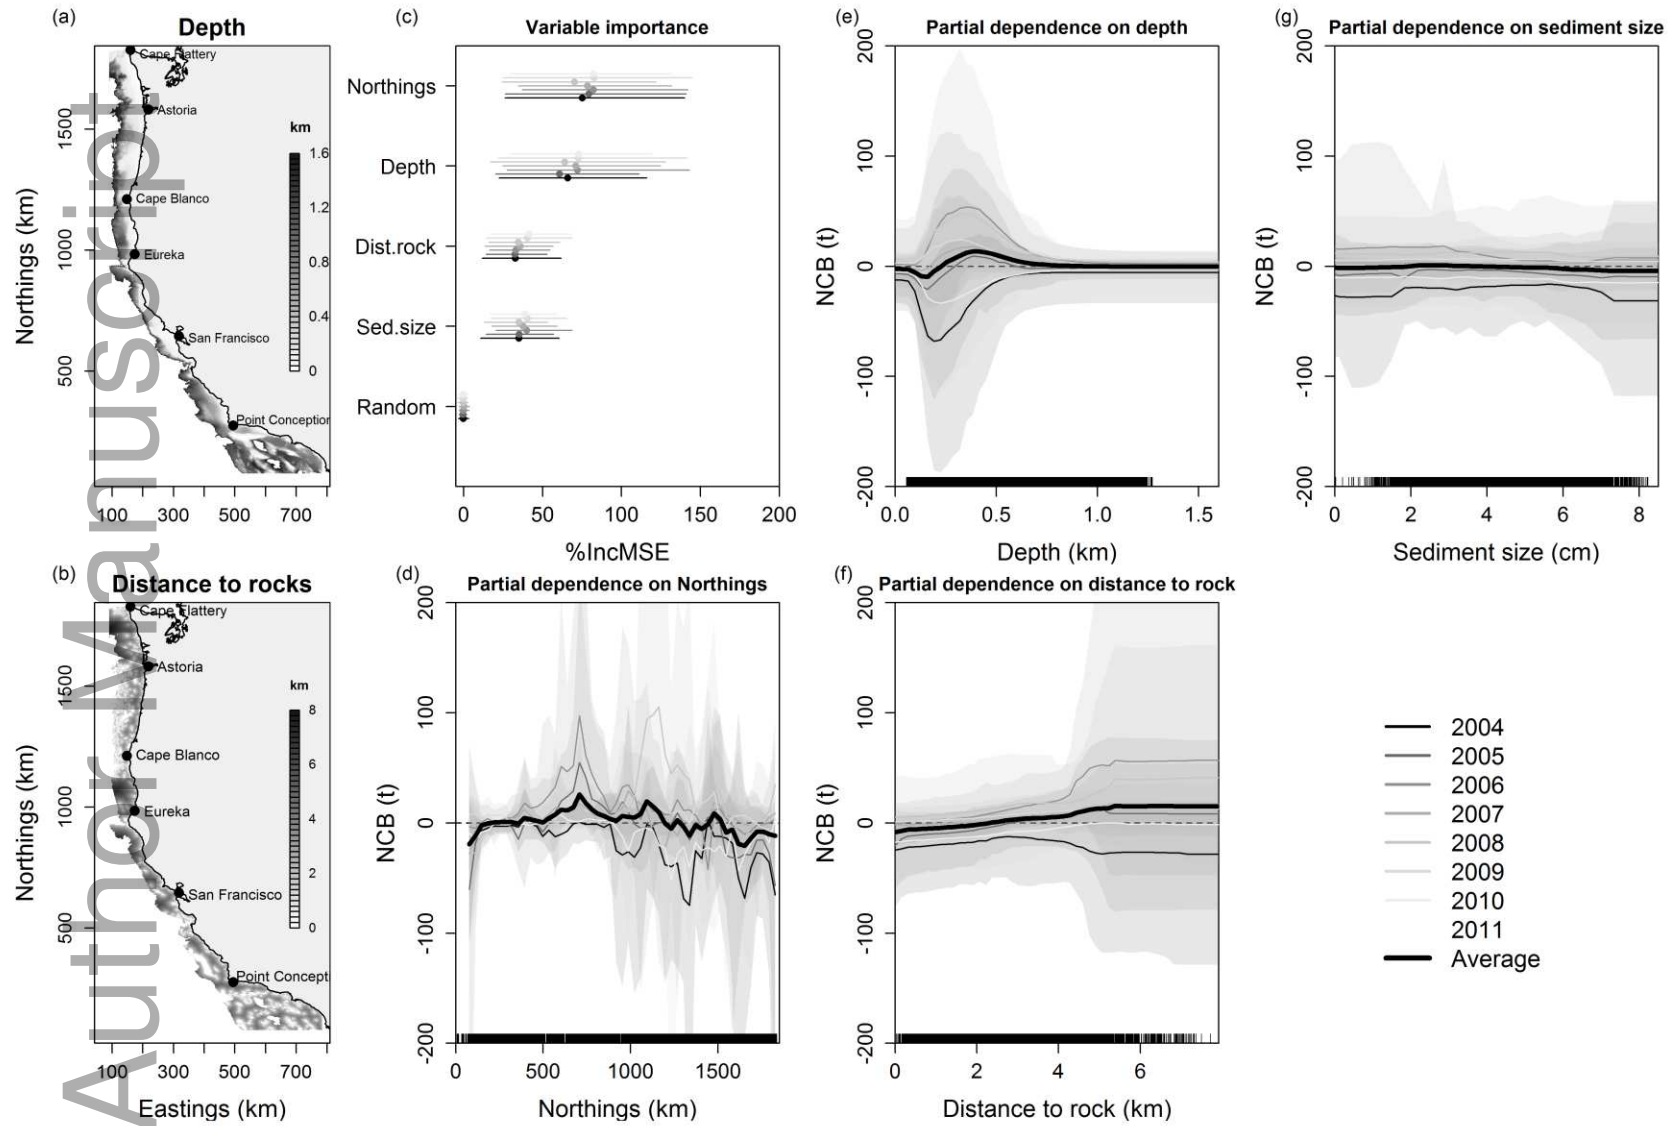 (a)
Depth
Cape Flattery
Astoria
Cape Blanco
Eureka
San Francisco
Point Conception
km
1.6
1.2
0.8
0.4
0
Northings (km)
500
1000
1500
100 300 500 700
(c)
Variable importance
Northings
Depth
Dist.rock
Sed.size
Random
0 50 100 150 200
%IncMSE
(e)
Partial dependence on depth
NCB (t)
200
100
0
-100
-200
0.0 0.5 1.0 1.5
Depth (km)
(g)
Partial dependence on sediment size
NCB (t)
200
100
0
-100
-200
0 2 4 6 8
Sediment size (cm)
(b)
Distance to rocks
Cape Flattery
Astoria
Cape Blanco
Eureka
San Francisco
Point Concepti
km
8
6
4
2
0
Northings (km)
500
1000
1500
100 300 500 700
Eastings (km)
(d)
Partial dependence on Northings
NCB (t)
200
100
0
-100
-200
0 500 1000 1500
Northings (km)
(f)
Partial dependence on distance to rock
NCB (t)
200
100
0
-100
-200
0 2 4 6
Distance to rock (km)
2004
2005
2006
2007
2008
2009
2010
2011
Average
Author Manuscript